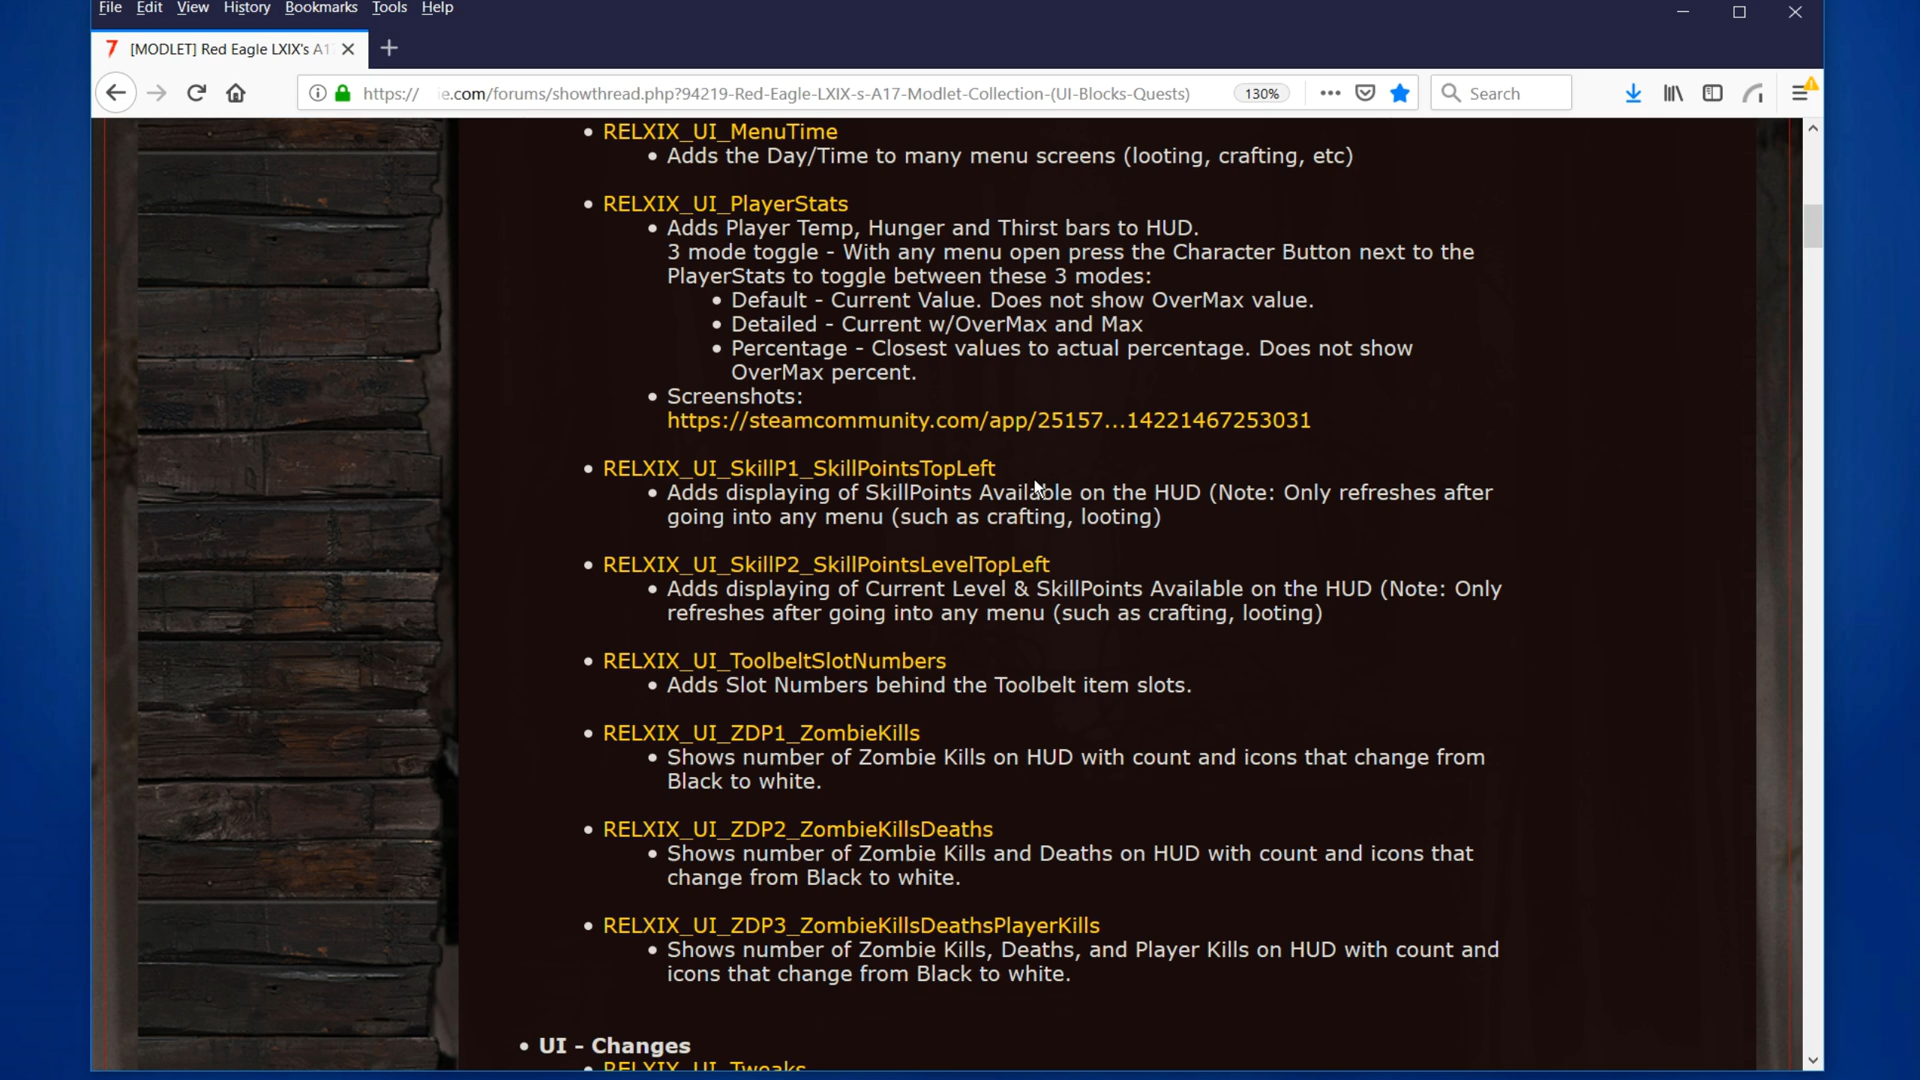 File Edit View History Bookmarks Tools Help
[MODLET] Red Eagle LXIX's A17
https:// ie.com/forums/showthread.php?94219-Red-Eagle-LXIX-s-A17-Modlet-Collection-(UI-Blocks-Quests) 130% Search
• RELXIX_UI_MenuTime
• Adds the Day/Time to many menu screens (looting, crafting, etc)
• RELXIX_UI_PlayerStats
• Adds Player Temp, Hunger and Thirst bars to HUD.
3 mode toggle - With any menu open press the Character Button next to the
PlayerStats to toggle between these 3 modes:
• Default - Current Value. Does not show OverMax value.
• Detailed - Current w/OverMax and Max
• Percentage - Closest values to actual percentage. Does not show
OverMax percent.
• Screenshots:
https://steamcommunity.com/app/25157...14221467253031
• RELXIX_UI_SkillP1_SkillPointsTopLeft
• Adds displaying of SkillPoints Available on the HUD (Note: Only refreshes after
going into any menu (such as crafting, looting)
• RELXIX_UI_SkillP2_SkillPointsLevelTopLeft
• Adds displaying of Current Level & SkillPoints Available on the HUD (Note: Only
refreshes after going into any menu (such as crafting, looting)
• RELXIX_UI_ToolbeltSlotNumbers
• Adds Slot Numbers behind the Toolbelt item slots.
• RELXIX_UI_ZDP1_ZombieKills
• Shows number of Zombie Kills on HUD with count and icons that change from
Black to white.
• RELXIX_UI_ZDP2_ZombieKillsDeaths
• Shows number of Zombie Kills and Deaths on HUD with count and icons that
change from Black to white.
• RELXIX_UI_ZDP3_ZombieKillsDeathsPlayerKills
• Shows number of Zombie Kills, Deaths, and Player Kills on HUD with count and
icons that change from Black to white.
• UI - Changes
• RELXIX_UI_Tweaks